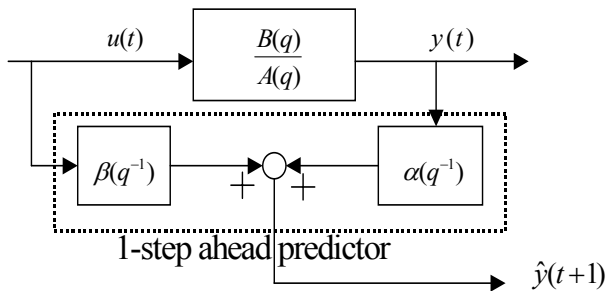 u(t)
B(q)
A(q)
y(t)
β(q⁻¹)
+
+
α(q⁻¹)
1-step ahead predictor
ŷ(t+1)